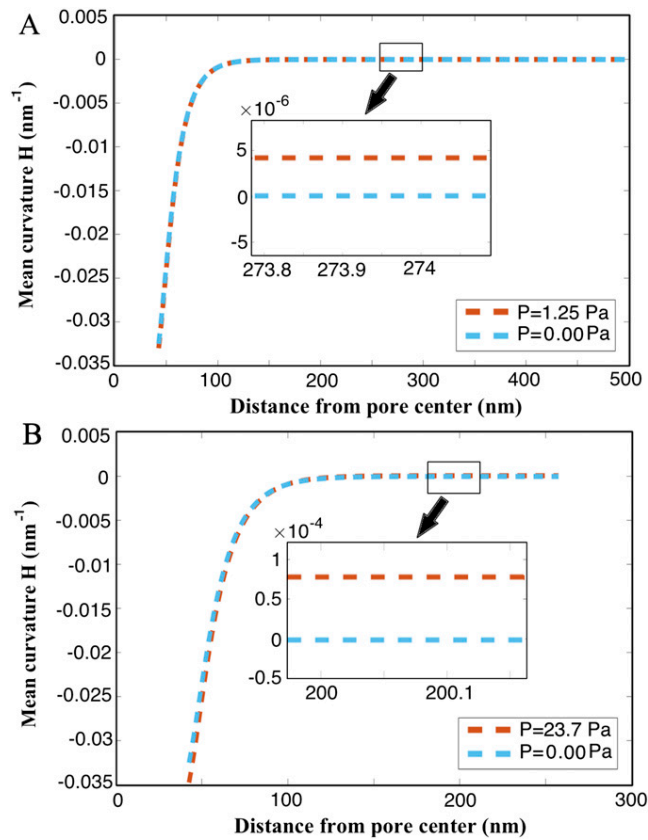 A
0.005
0
-0.005
-0.01
-0.015
-0.02
-0.025
-0.03
-0.035
Mean curvature H (nm⁻¹)
×10⁻⁶
5
0
-5
273.8 273.9 274
P=1.25 Pa
P=0.00 Pa
0 100 200 300 400 500
Distance from pore center (nm)
B
0.005
0
-0.005
-0.01
-0.015
-0.02
-0.025
-0.03
-0.035
Mean curvature H (nm⁻¹)
×10⁻⁴
1
0.5
0
-0.5
200 200.1
P=23.7 Pa
P=0.00 Pa
0 100 200 300
Distance from pore center (nm)